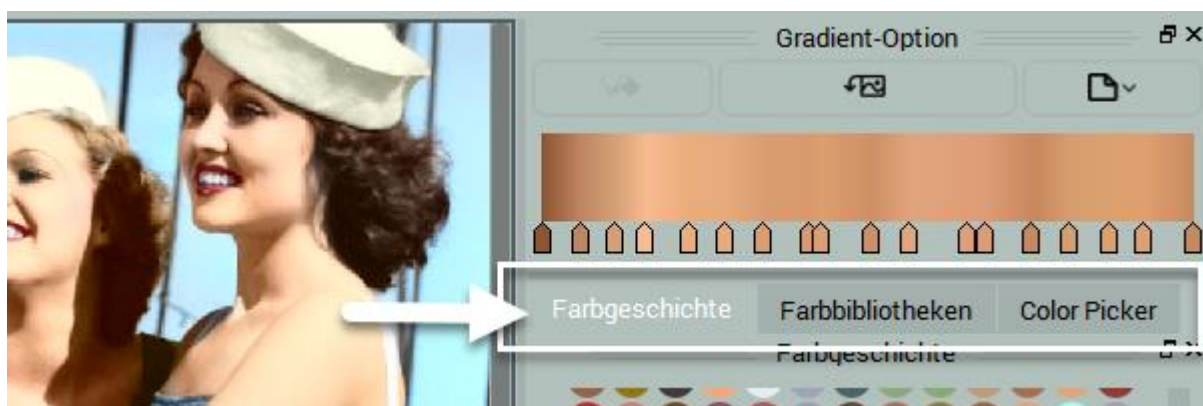 Gradient-Option
Farbgeschichte Farbbibliotheken Color Picker
Farbgeschichte